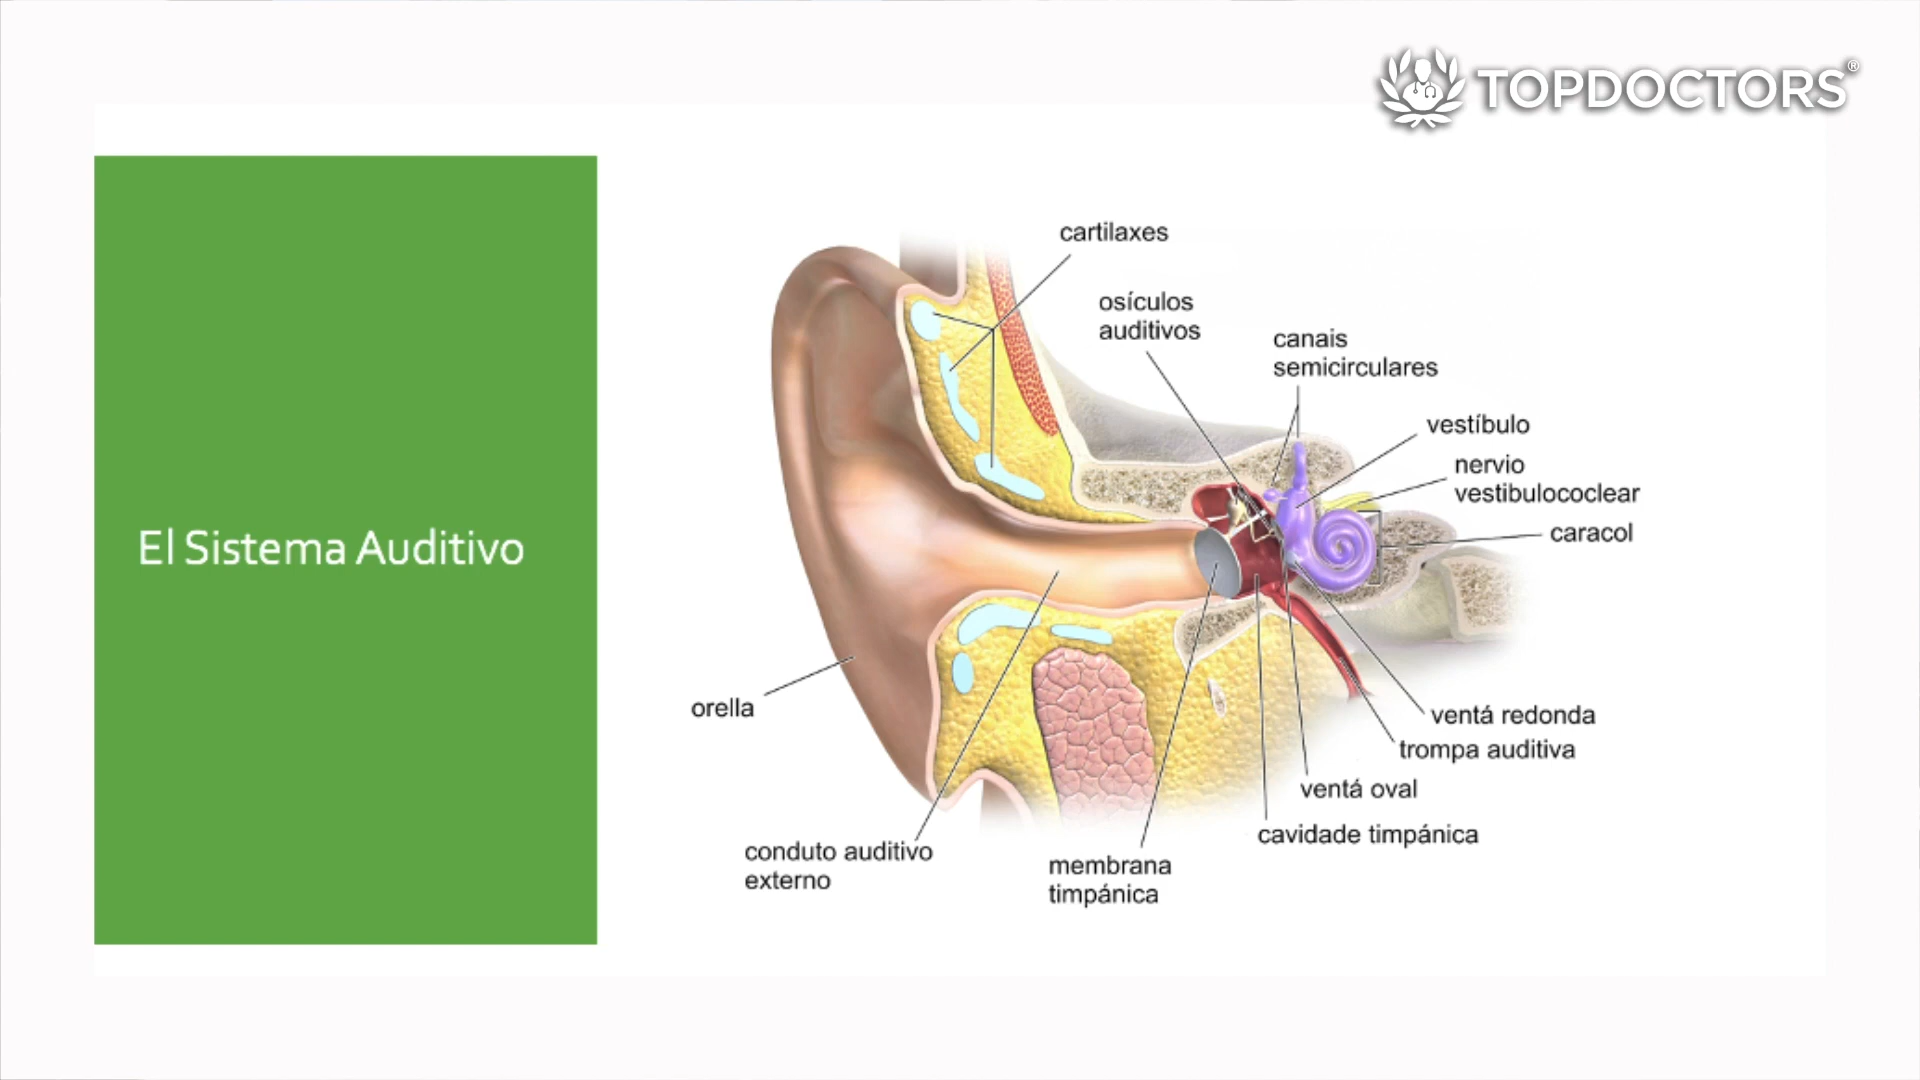 TOPDOCTORS®
El Sistema Auditivo
cartilaxes
osículos
auditivos
canais
semicirculares
vestíbulo
nervio
vestibulococlear
caracol
orella
ventá redonda
trompa auditiva
ventá oval
cavidade timpánica
conduto auditivo
externo
membrana
timpánica